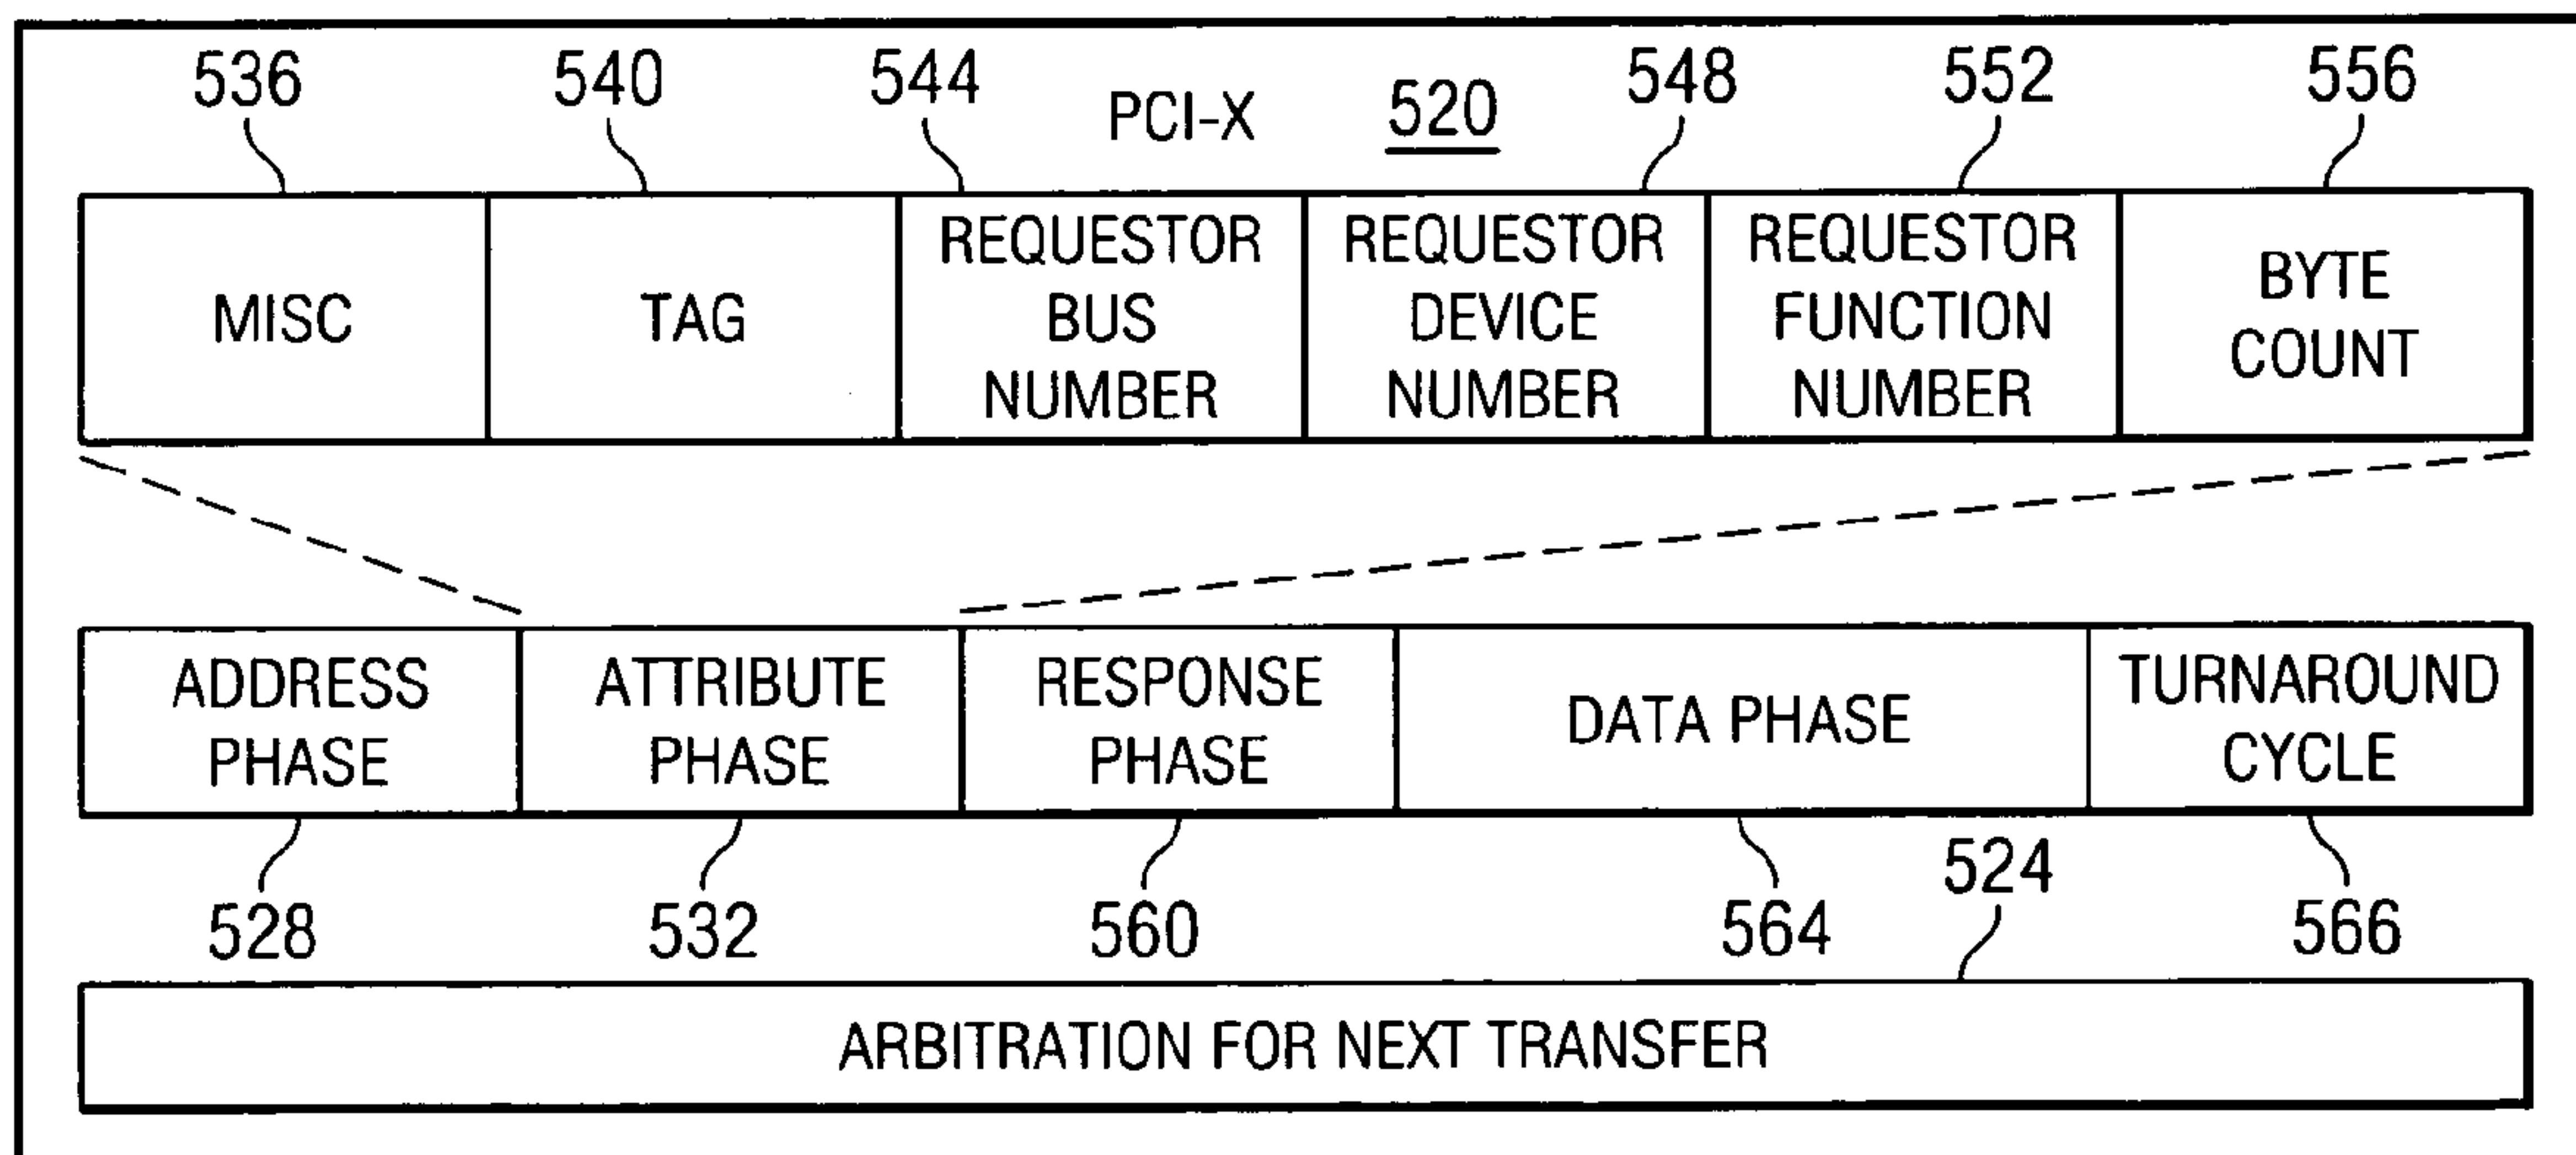 536 540 544 PCI-X 520 548 552 556
MISC
TAG
REQUESTOR
BUS
NUMBER
REQUESTOR
DEVICE
NUMBER
REQUESTOR
FUNCTION
NUMBER
BYTE
COUNT
ADDRESS
PHASE
ATTRIBUTE
PHASE
RESPONSE
PHASE
DATA PHASE
TURNAROUND
CYCLE
528 532 560 564 524 566
ARBITRATION FOR NEXT TRANSFER